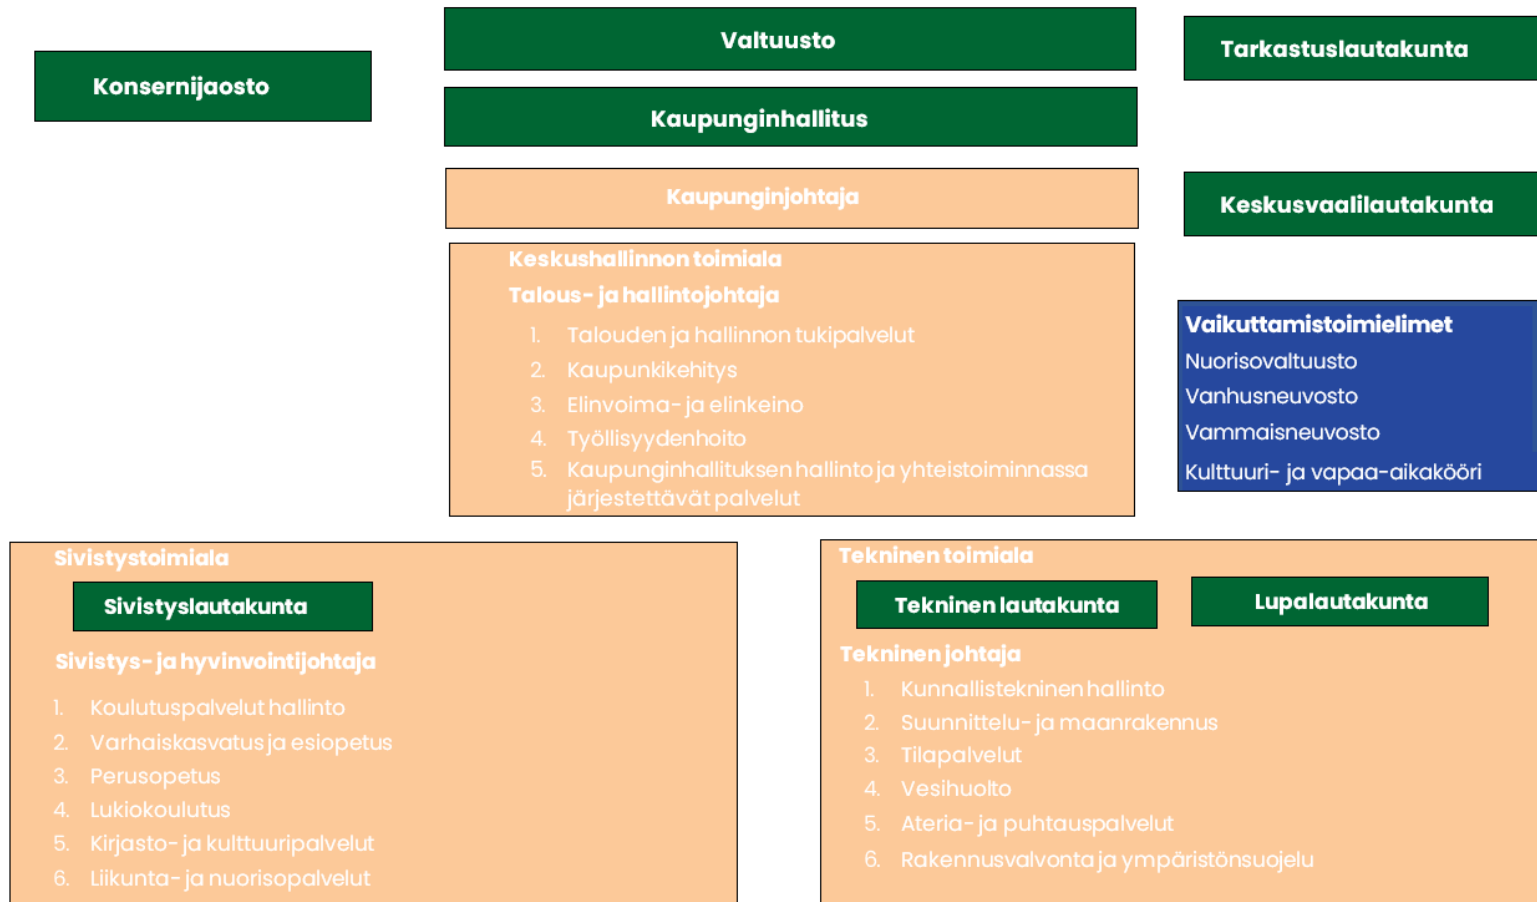 Konsernijaosto
Valtuusto
Kaupunginhallitus
Kaupunginjohtaja
Keskushallinnon toimiala
Talous- ja hallintojohtaja
1. Talouden ja hallinnon tukipalvelut
2. Kaupunkikehitys
3. Elinvoima- ja elinkeino
4. Työllisyydenhoito
5. Kaupunginhallituksen hallinto ja yhteistoiminnassa
järjestettävät palvelut
Tarkastuslautakunta
Keskusvaalilautakunta
Vaikuttamistoimielimet
Nuorisovaltuusto
Vanhusneuvosto
Vammaisneuvosto
Kulttuuri- ja vapaa-aikakööri
Sivistystoimiala
Sivistyslautakunta
Sivistys- ja hyvinvointijohtaja
1. Koulutuspalvelut hallinto
2. Varhaiskasvatus ja esiopetus
3. Perusopetus
4. Lukiokoulutus
5. Kirjasto- ja kulttuuripalvelut
6. Liikunta- ja nuorisopalvelut
Tekninen toimiala
Tekninen lautakunta
Lupalautakunta
Tekninen johtaja
1. Kunnallistekninen hallinto
2. Suunnittelu- ja maanrakennus
3. Tilapalvelut
4. Vesihuolto
5. Ateria- ja puhtauspalvelut
6. Rakennusvalvonta ja ympäristönsuojelu